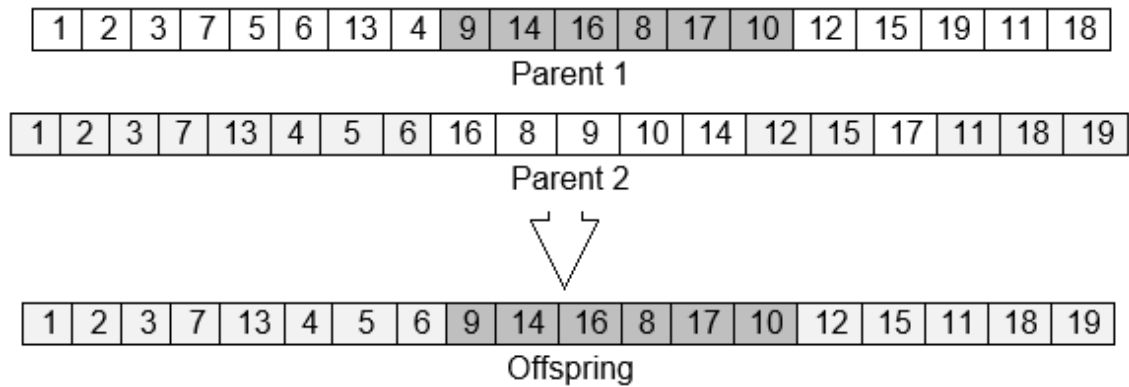 1 2 3 7 5 6 13 4 9 14 16 8 17 10 12 15 19 11 18
Parent 1
1 2 3 7 13 4 5 6 16 8 9 10 14 12 15 17 11 18 19
Parent 2
1 2 3 7 13 4 5 6 9 14 16 8 17 10 12 15 11 18 19
Offspring